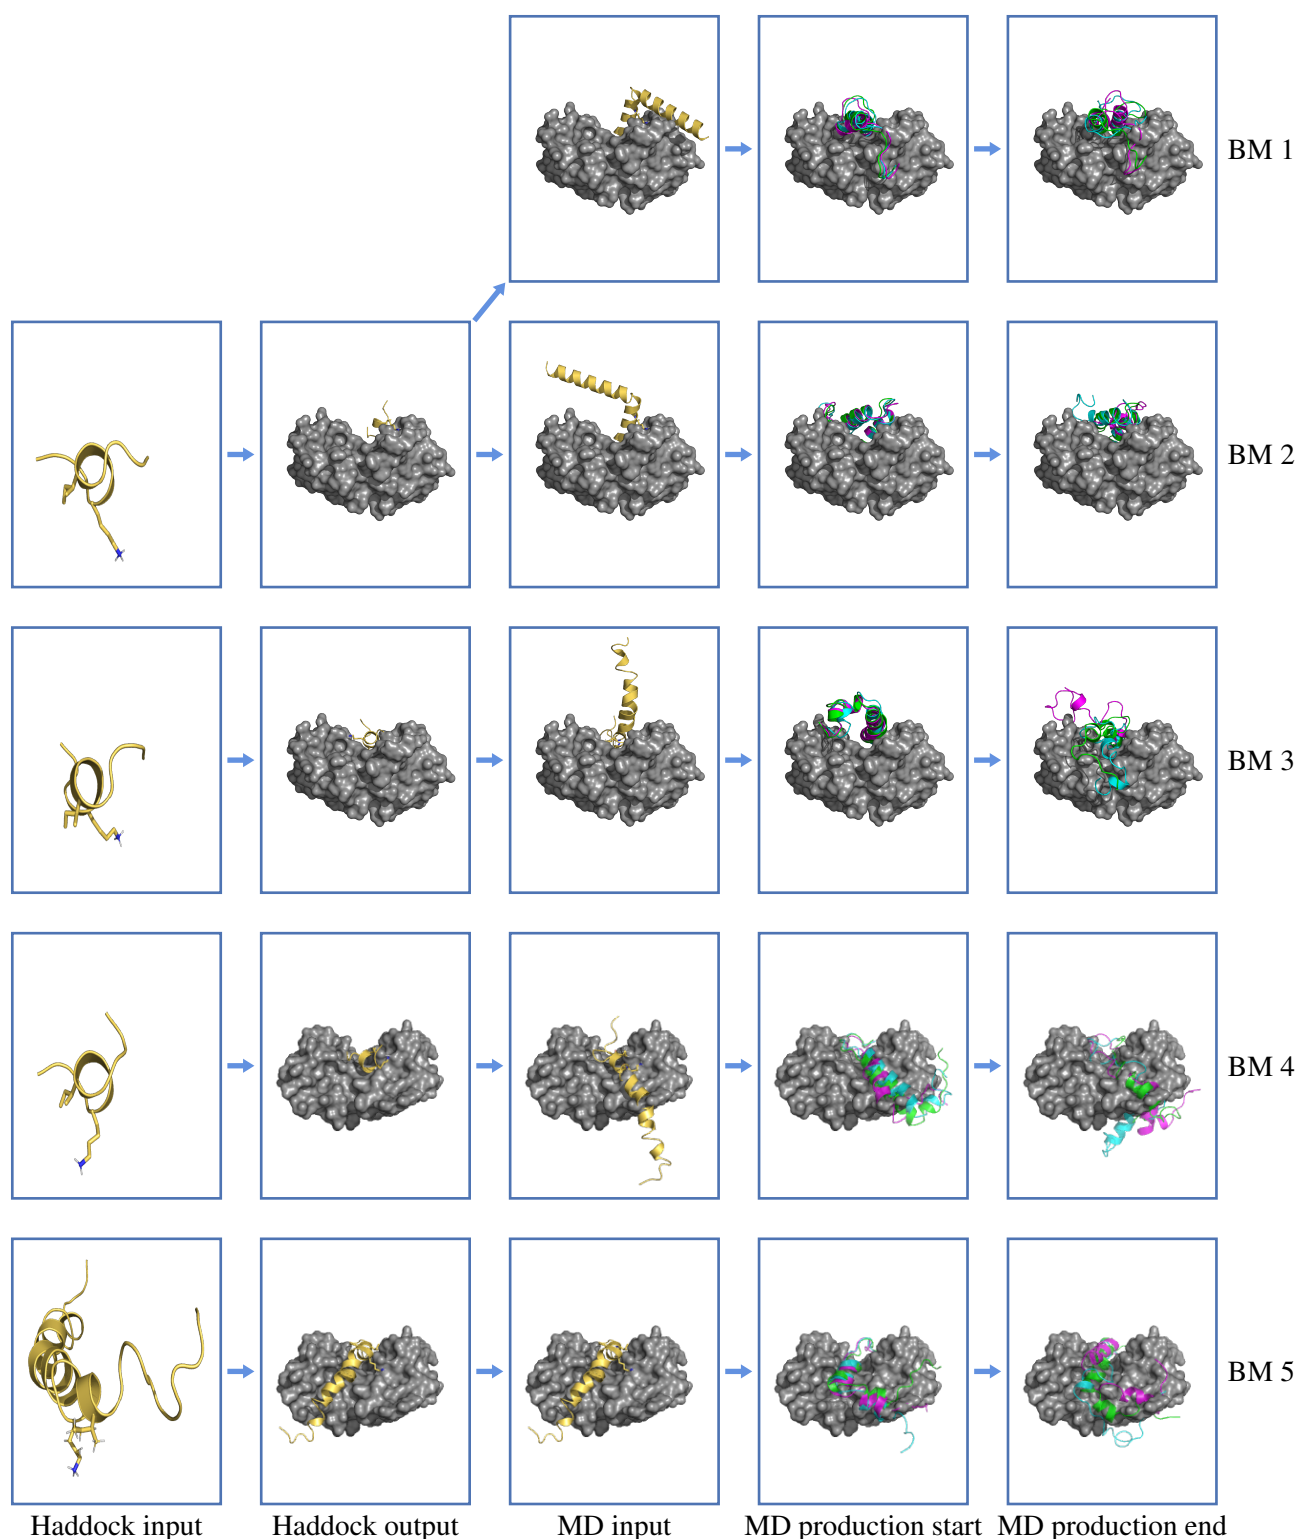 BM 1
BM 2
BM 3
BM 4
BM 5
Haddock input Haddock output MD input MD production start MD production end